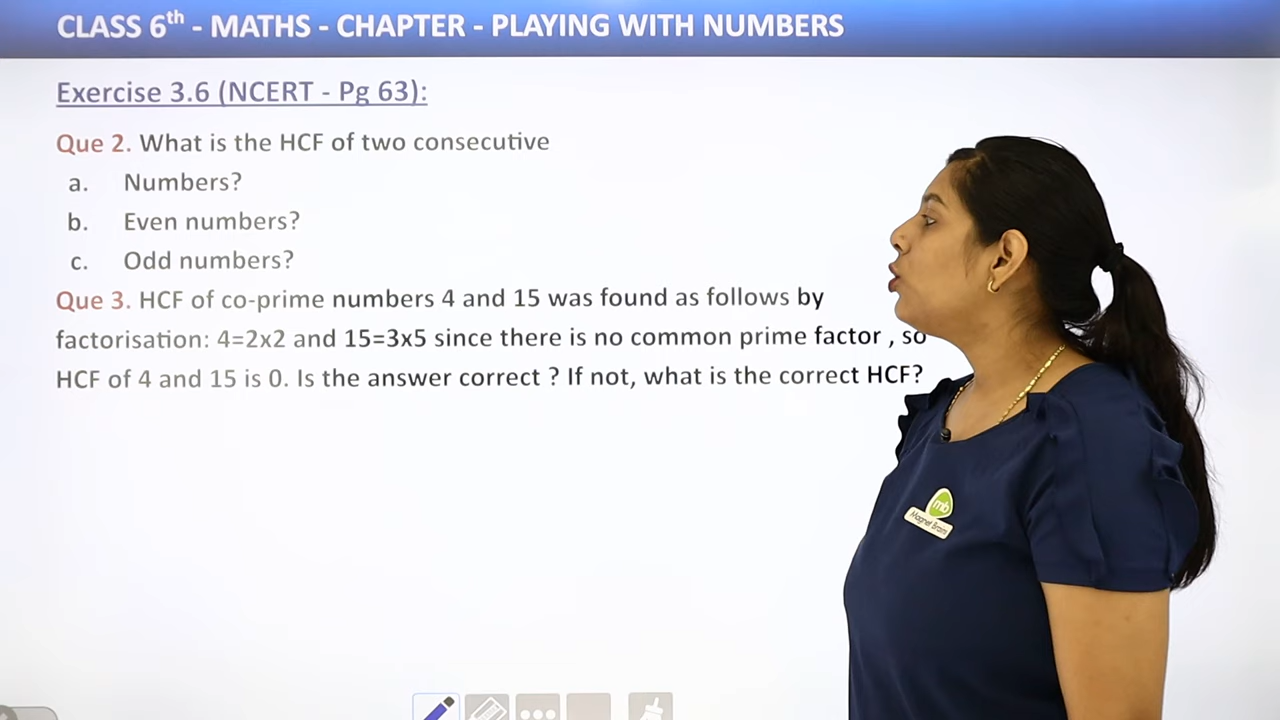 CLASS 6th - MATHS - CHAPTER - PLAYING WITH NUMBERS
Exercise 3.6 (NCERT - Pg 63):
Que 2. What is the HCF of two consecutive
a. Numbers?
b. Even numbers?
c. Odd numbers?
Que 3. HCF of co-prime numbers 4 and 15 was found as follows by
factorisation: 4=2x2 and 15=3x5 since there is no common prime factor , so
HCF of 4 and 15 is 0. Is the answer correct ? If not, what is the correct HCF?
mb
Magnet Brains